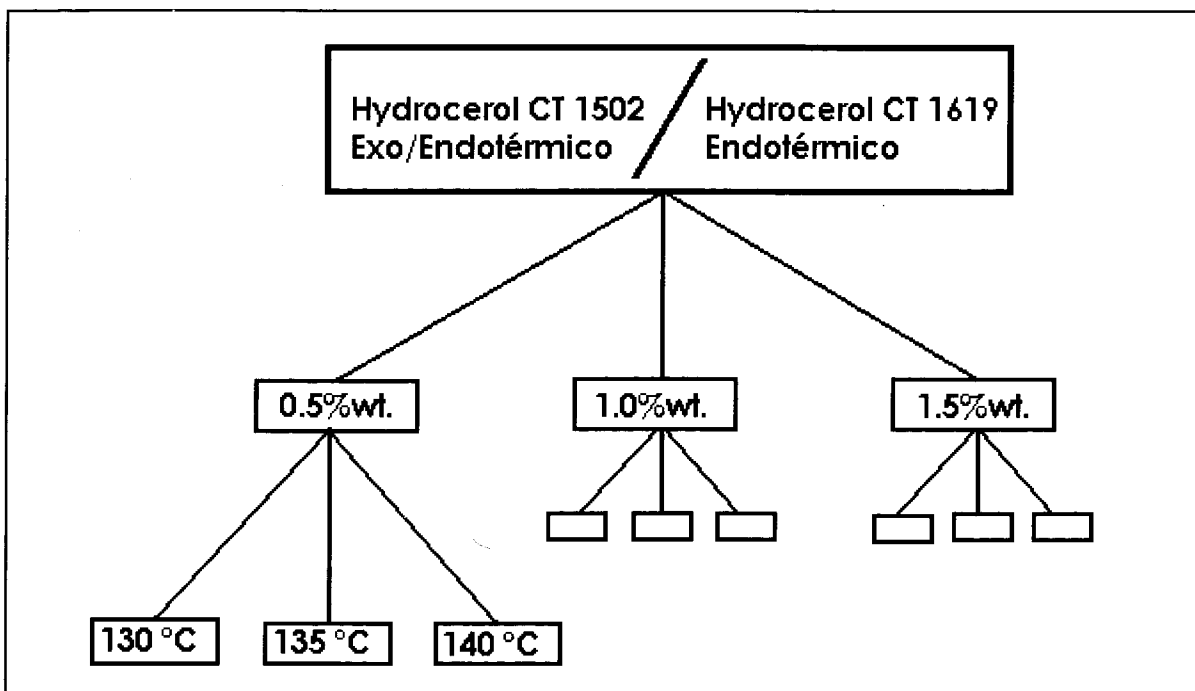 Hydrocerol CT 1502
Exo/Endotérmico
Hydrocerol CT 1619
Endotérmico
0.5%wt.
1.0%wt.
1.5%wt.
130 °C
135 °C
140 °C